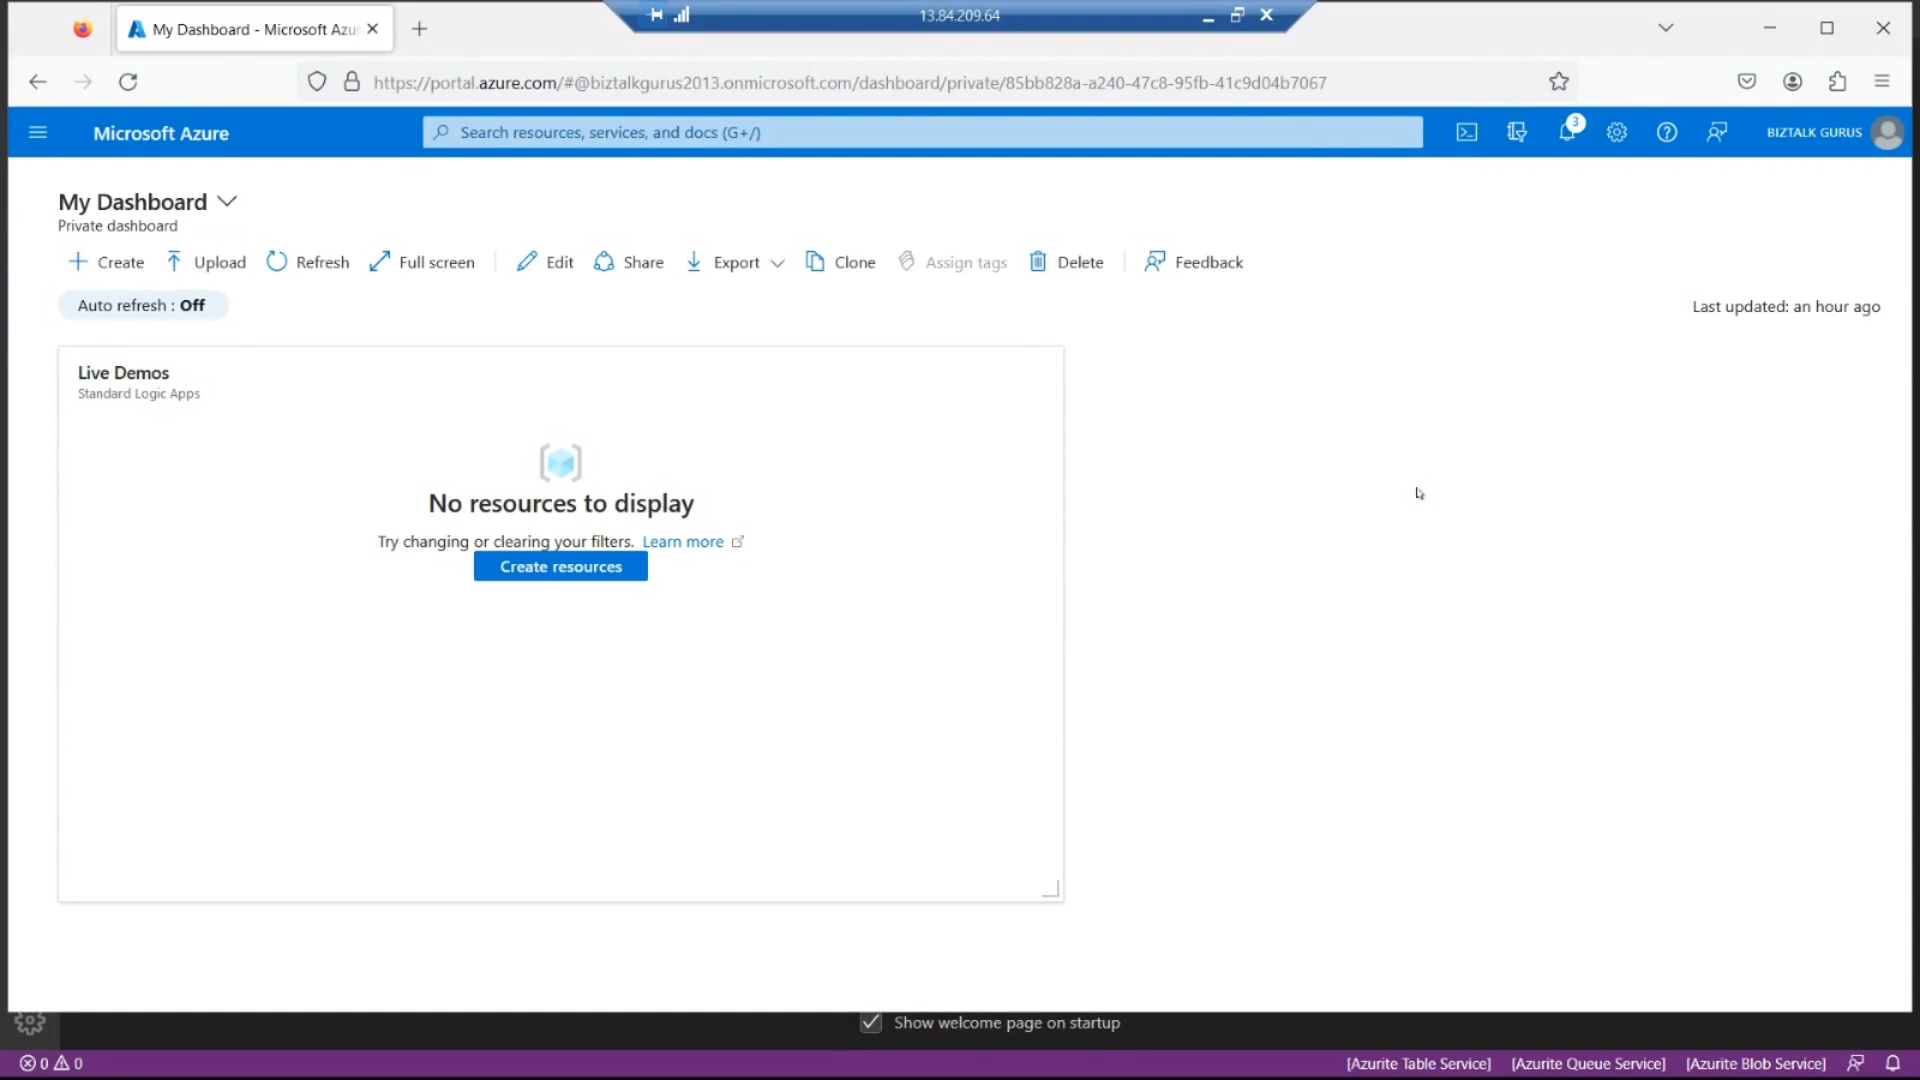 My Dashboard - Microsoft Azu
13.84.209.64
https://portal.azure.com/#@biztalkgurus2013.onmicrosoft.com/dashboard/private/85bb828a-a240-47c8-95fb-41c9d04b7067
Microsoft Azure
Search resources, services, and docs (G+/)
3
BIZTALK GURUS
My Dashboard
Private dashboard
Create
Upload
Refresh
Full screen
Edit
Share
Export
Clone
Assign tags
Delete
Feedback
Auto refresh : Off
Last updated: an hour ago
Live Demos
Standard Logic Apps
No resources to display
Try changing or clearing your filters. Learn more
Create resources
Show welcome page on startup
0
0
[Azurite Table Service]
[Azurite Queue Service]
[Azurite Blob Service]